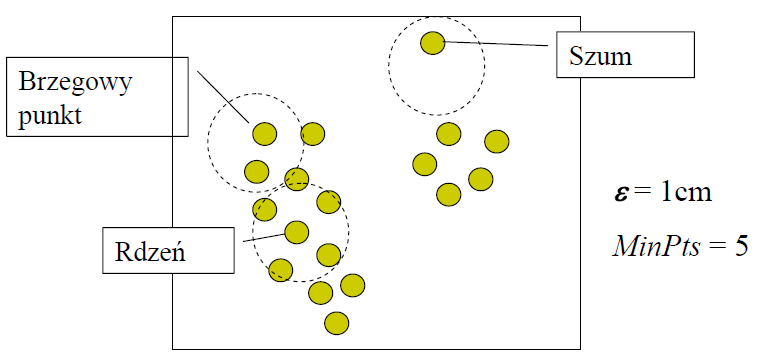 Szum
Brzegowy
punkt
ε = 1cm
Rdzeń
MinPts = 5